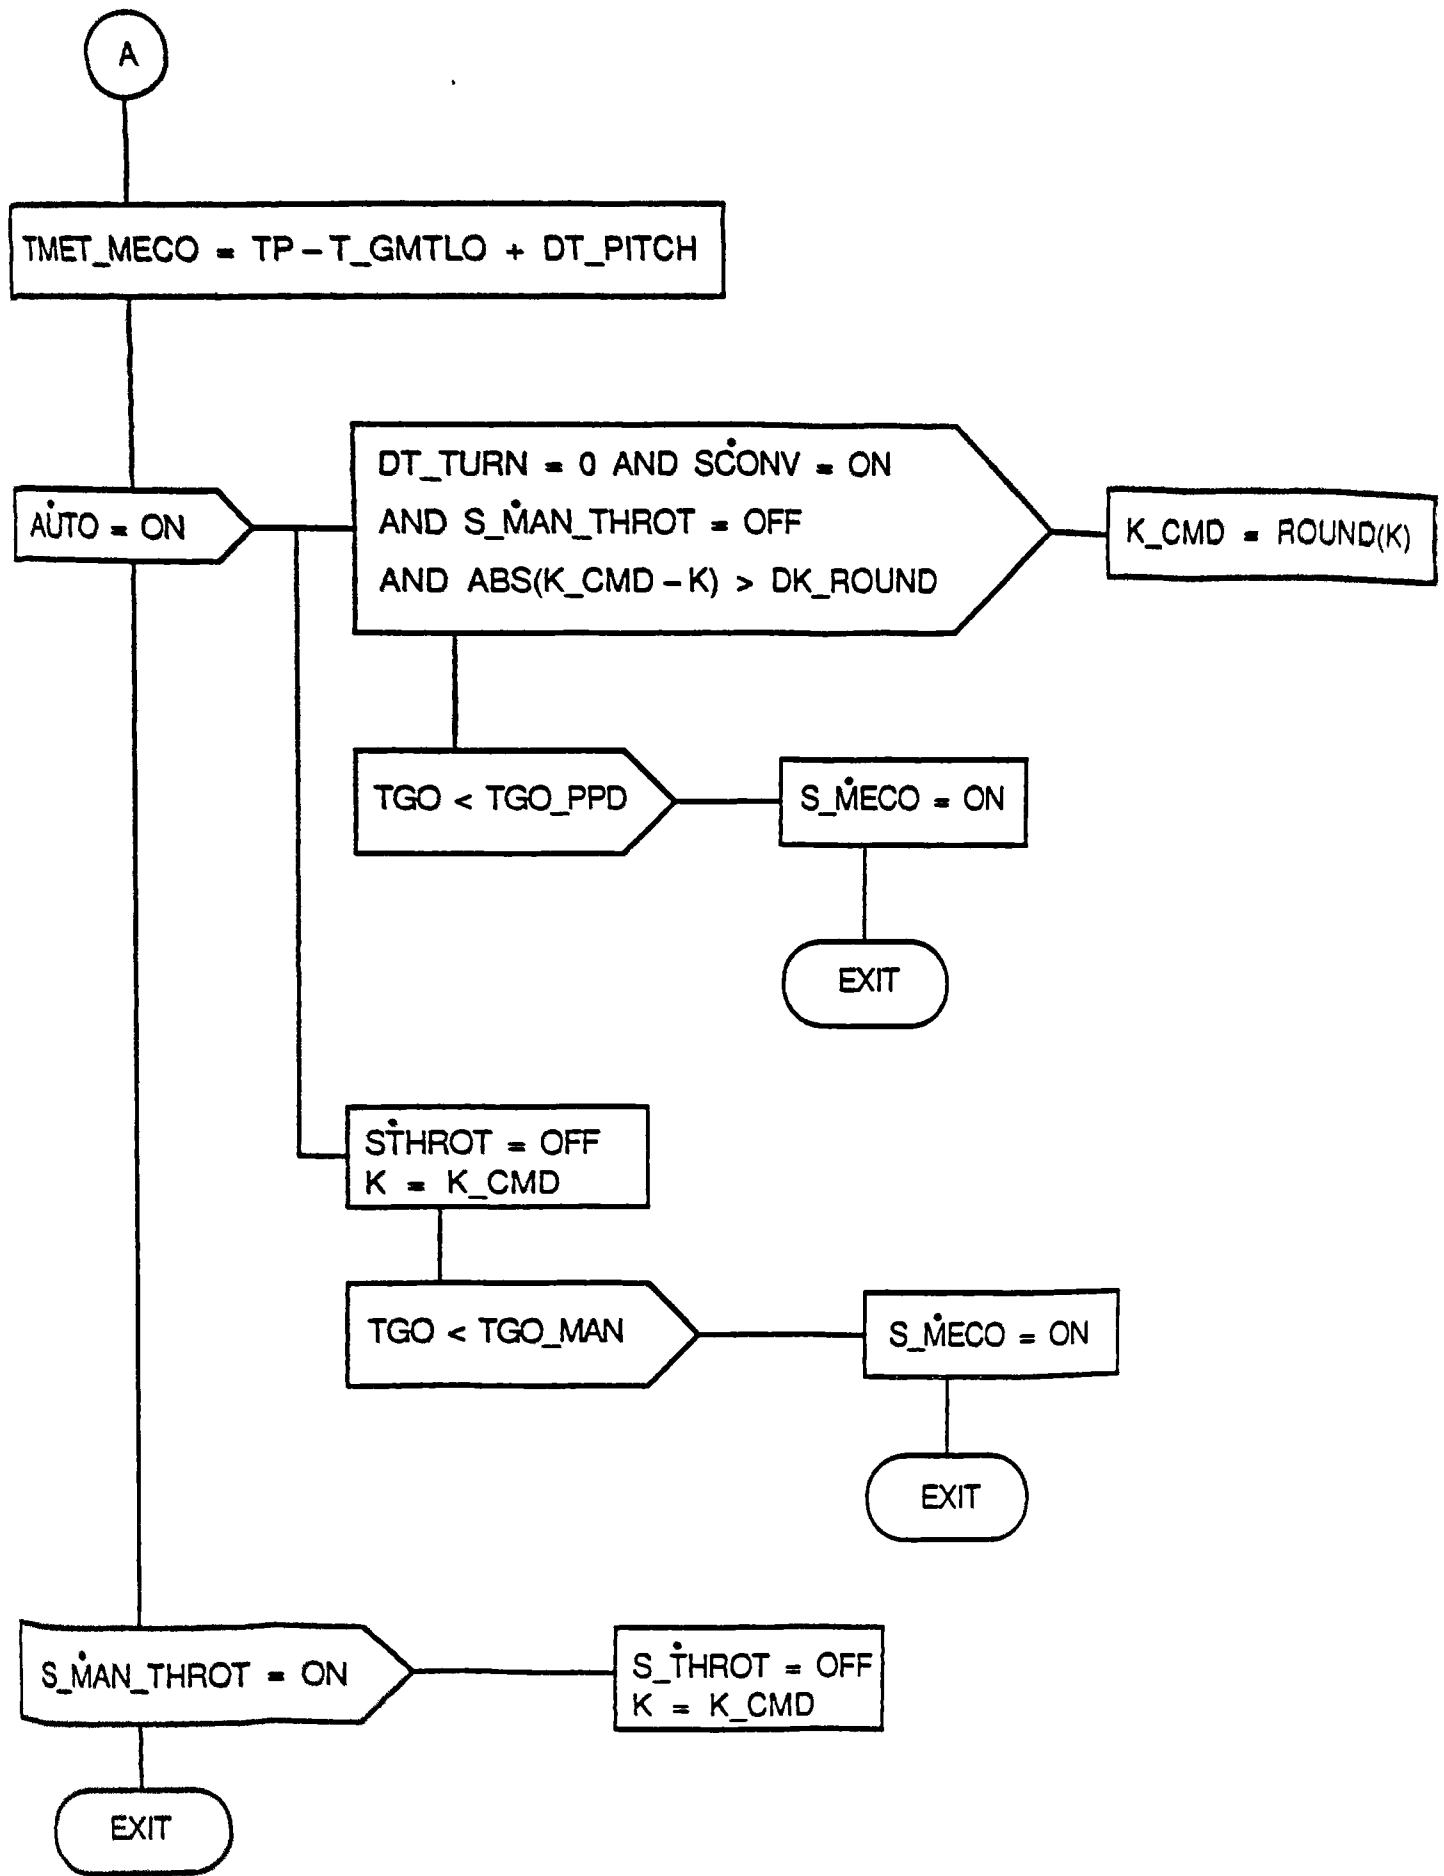 A
TMET_MECO = TP – T_GMTLO + DT_PITCH
DT_TURN = 0 AND SCONV = ON
AND S_MAN_THROT = OFF
AND ABS(K_CMD – K) > DK_ROUND
AUTO = ON
K_CMD = ROUND(K)
TGO < TGO_PPD
S_MECO = ON
EXIT
STHROT = OFF
K = K_CMD
TGO < TGO_MAN
S_MECO = ON
EXIT
S_MAN_THROT = ON
S_THROT = OFF
K = K_CMD
EXIT